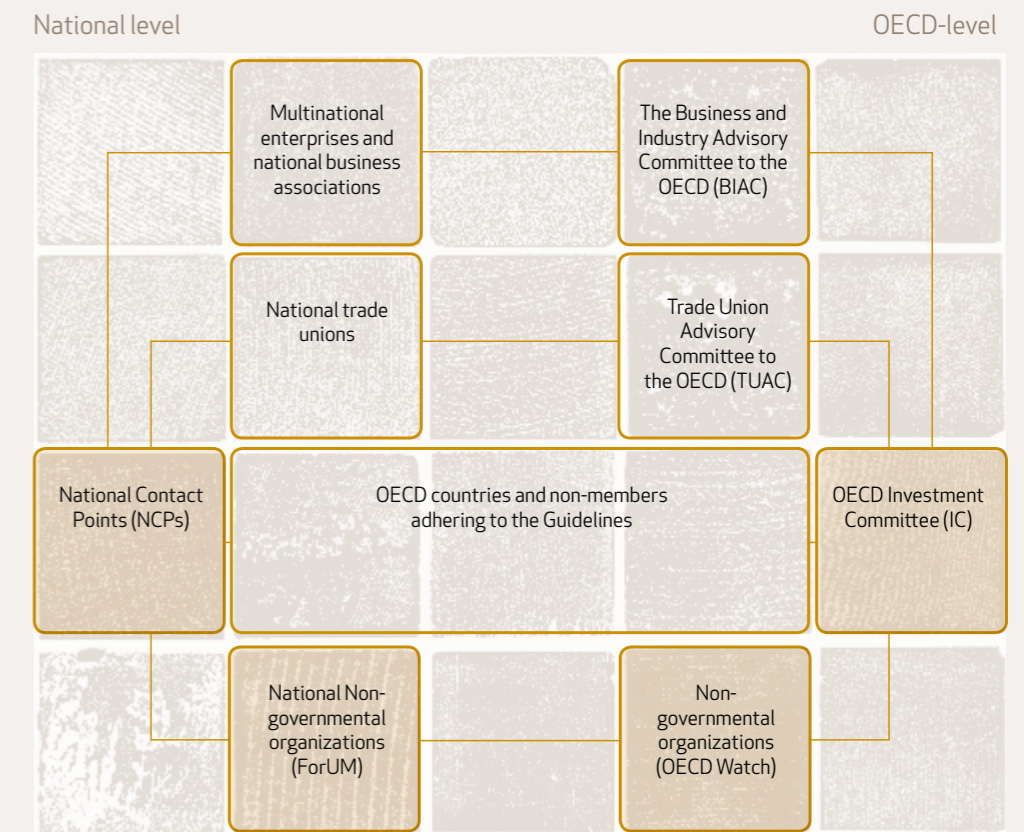 National level
OECD-level
Multinational
enterprises and
national business
associations
The Business and
Industry Advisory
Committee to the
OECD (BIAC)
National trade
unions
Trade Union
Advisory
Committee to
the OECD (TUAC)
National Contact
Points (NCPs)
OECD countries and non-members
adhering to the Guidelines
OECD Investment
Committee (IC)
National Non-
governmental
organizations
(ForUM)
Non-
governmental
organizations
(OECD Watch)